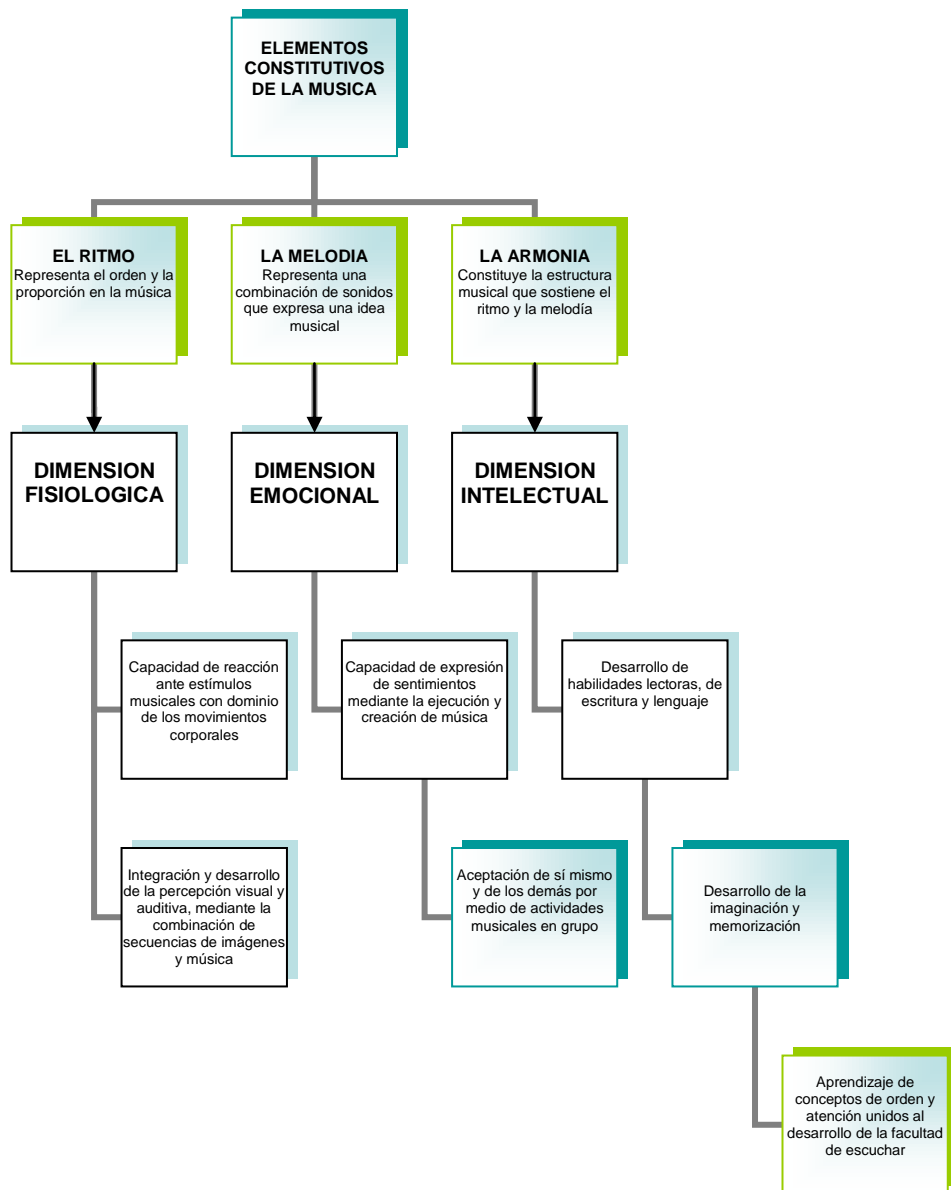 ELEMENTOS
CONSTITUTIVOS
DE LA MUSICA
EL RITMO
Representa el orden y la
proporción en la música
LA MELODIA
Representa una
combinación de sonidos
que expresa una idea
musical
LA ARMONIA
Constituye la estructura
musical que sostiene el
ritmo y la melodía
DIMENSION
FISIOLOGICA
DIMENSION
EMOCIONAL
DIMENSION
INTELECTUAL
Capacidad de reacción
ante estímulos
musicales con dominio
de los movimientos
corporales
Capacidad de expresión
de sentimientos
mediante la ejecución y
creación de música
Desarrollo de
habilidades lectoras, de
escritura y lenguaje
Integración y desarrollo
de la percepción visual y
auditiva, mediante la
combinación de
secuencias de imágenes
y música
Aceptación de sí mismo
y de los demás por
medio de actividades
musicales en grupo
Desarrollo de la
imaginación y
memorización
Aprendizaje de
conceptos de orden y
atención unidos al
desarrollo de la facultad
de escuchar